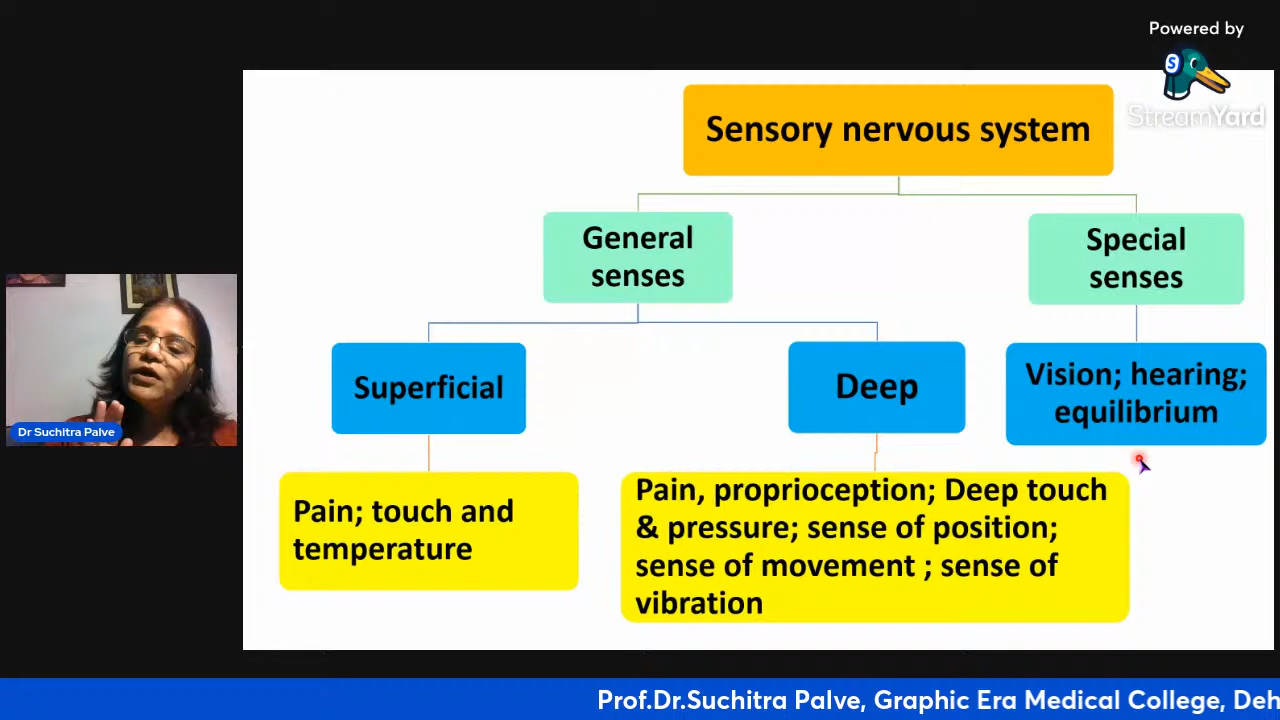 Powered by
S
StreamYard
Sensory nervous system
General
senses
Special
senses
Superficial
Deep
Vision; hearing;
equilibrium
Pain; touch and
temperature
Pain, proprioception; Deep touch
& pressure; sense of position;
sense of movement ; sense of
vibration
Dr Suchitra Palve
Prof.Dr.Suchitra Palve, Graphic Era Medical College, Deh